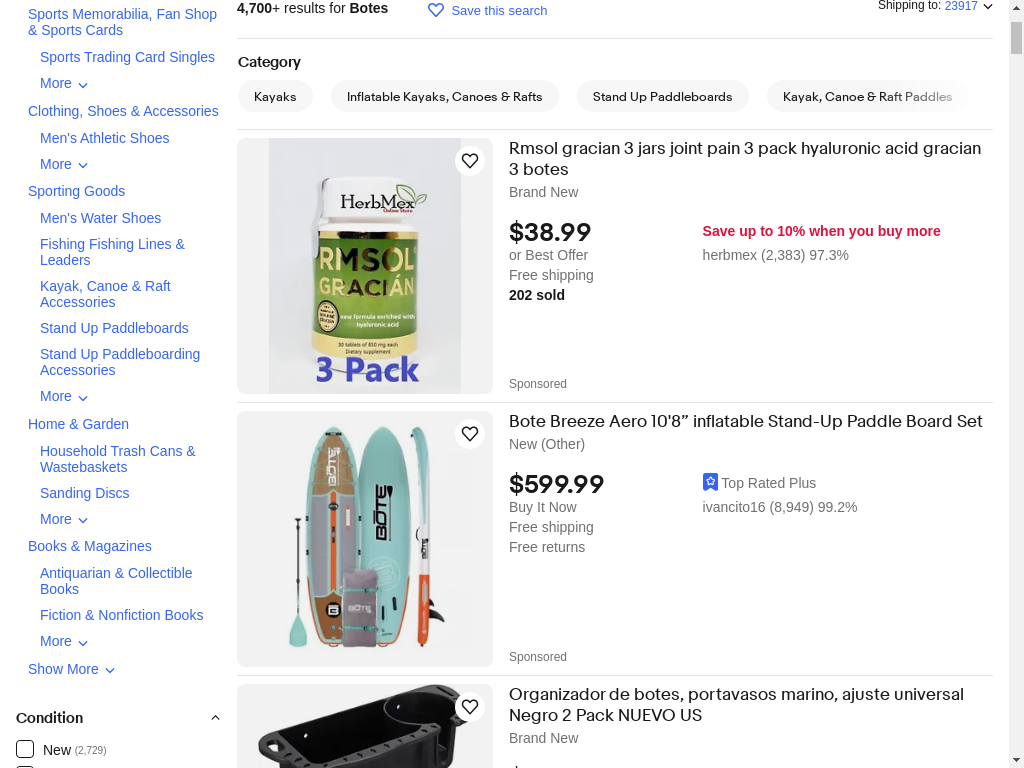 Sports Memorabilia, Fan Shop
& Sports Cards
Sports Trading Card Singles
More
Clothing, Shoes & Accessories
Men's Athletic Shoes
More
Sporting Goods
Men's Water Shoes
Fishing Fishing Lines &
Leaders
Kayak, Canoe & Raft
Accessories
Stand Up Paddleboards
Stand Up Paddleboarding
Accessories
More
Home & Garden
Household Trash Cans &
Wastebaskets
Sanding Discs
More
Books & Magazines
Antiquarian & Collectible
Books
Fiction & Nonfiction Books
More
Show More
Condition
New (2,729)
4,700+ results for Botes
Save this search
Shipping to: 23917
Category
Kayaks
Inflatable Kayaks, Canoes & Rafts
Stand Up Paddleboards
Kayak, Canoe & Raft Paddles
HerbMex
Online Store
RMSOL
GRACIÁN
new formula enriched with
hyaluronic acid
30 tablets of 850 mg each
Dietary supplement
3 Pack
Rmsol gracian 3 jars joint pain 3 pack hyaluronic acid gracian
3 botes
Brand New
$38.99
or Best Offer
Free shipping
202 sold
Save up to 10% when you buy more
herbmex (2,383) 97.3%
Sponsored
BOTE
BOTE
BOTE
Bote Breeze Aero 10'8” inflatable Stand-Up Paddle Board Set
New (Other)
$599.99
Buy It Now
Free shipping
Free returns
Top Rated Plus
ivancito16 (8,949) 99.2%
Sponsored
Organizador de botes, portavasos marino, ajuste universal
Negro 2 Pack NUEVO US
Brand New